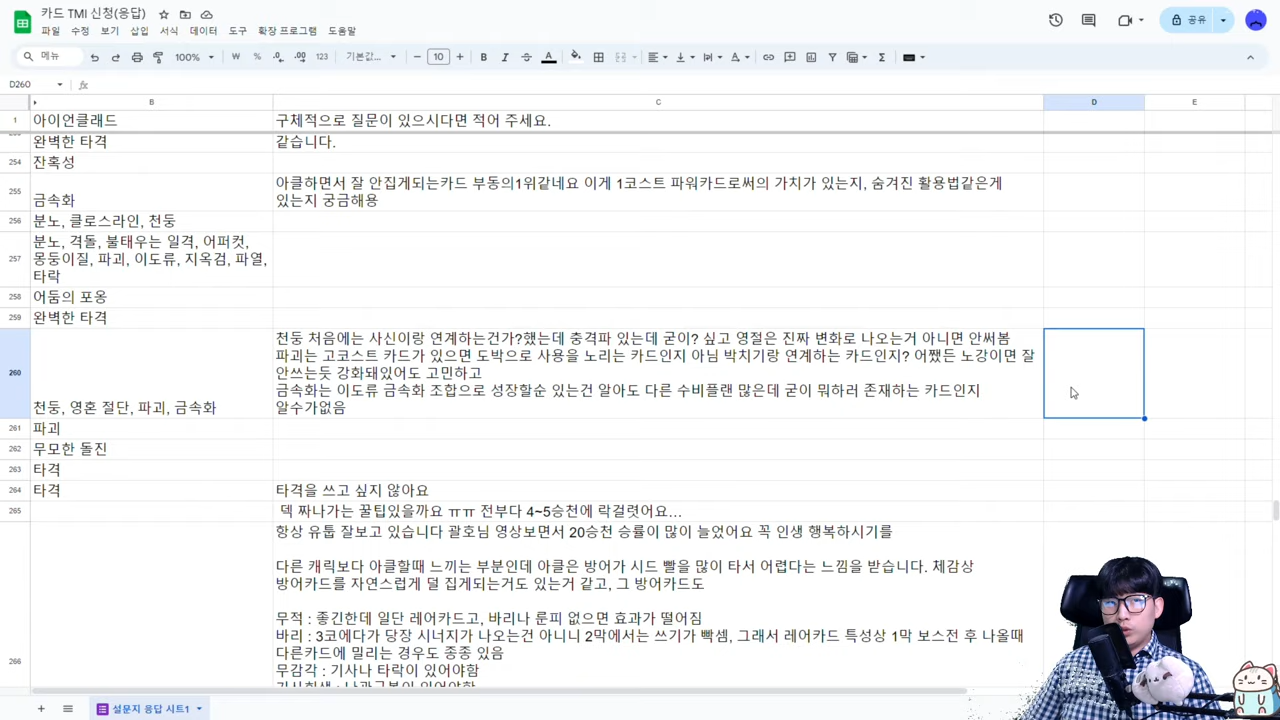 카드 TMI 신청(응답)
파일 수정 보기 삽입 서식 데이터 도구 확장 프로그램 도움말
공유
메뉴 100% ₩ % .0 .00 123 기본값... 10 B I S A Σ
D260 fx
B C D E
1 아이언클래드 구체적으로 질문이 있으시다면 적어 주세요.
완벽한 타격 같습니다.
254 잔혹성
아클하면서 잘 안집게되는카드 부동의1위같네요 이게 1코스트 파워카드로써의 가치가 있는지, 숨겨진 활용법같은게
255 금속화 있는지 궁금해용
256 분노, 클로스라인, 천둥
분노, 격돌, 불태우는 일격, 어퍼컷,
257 몽둥이질, 파괴, 이도류, 지옥검, 파열,
타락
258 어둠의 포옹
259 완벽한 타격
천둥 처음에는 사신이랑 연계하는건가?했는데 충격파 있는데 굳이? 싶고 영절은 진짜 변화로 나오는거 아니면 안써봄
파괴는 고코스트 카드가 있으면 도박으로 사용을 노리는 카드인지 아님 박치기랑 연계하는 카드인지? 어쨌든 노강이면 잘
260 안쓰는듯 강화돼있어도 고민하고
금속화는 이도류 금속화 조합으로 성장할순 있는건 알아도 다른 수비플랜 많은데 굳이 뭐하러 존재하는 카드인지
천둥, 영혼 절단, 파괴, 금속화 알수가없음
261 파괴
262 무모한 돌진
263 타격
264 타격 타격을 쓰고 싶지 않아요
265 덱 짜나가는 꿀팁있을까요 ㅠㅠ 전부다 4~5승천에 락걸렷어요...
항상 유툽 잘보고 있습니다 괄호님 영상보면서 20승천 승률이 많이 늘었어요 꼭 인생 행복하시기를
다른 캐릭보다 아클할때 느끼는 부분인데 아클은 방어가 시드 빨을 많이 타서 어렵다는 느낌을 받습니다. 체감상
방어카드를 자연스럽게 덜 집게되는거도 있는거 같고, 그 방어카드도
무적 : 좋긴한데 일단 레어카드고, 바리나 룬피 없으면 효과가 떨어짐
바리 : 3코에다가 당장 시너지가 나오는건 아니니 2막에서는 쓰기가 빡셈, 그래서 레어카드 특성상 1막 보스전 후 나올때
266 다른카드에 밀리는 경우도 종종 있음
무감각 : 기사나 타락이 있어야함
설문지 응답 시트1